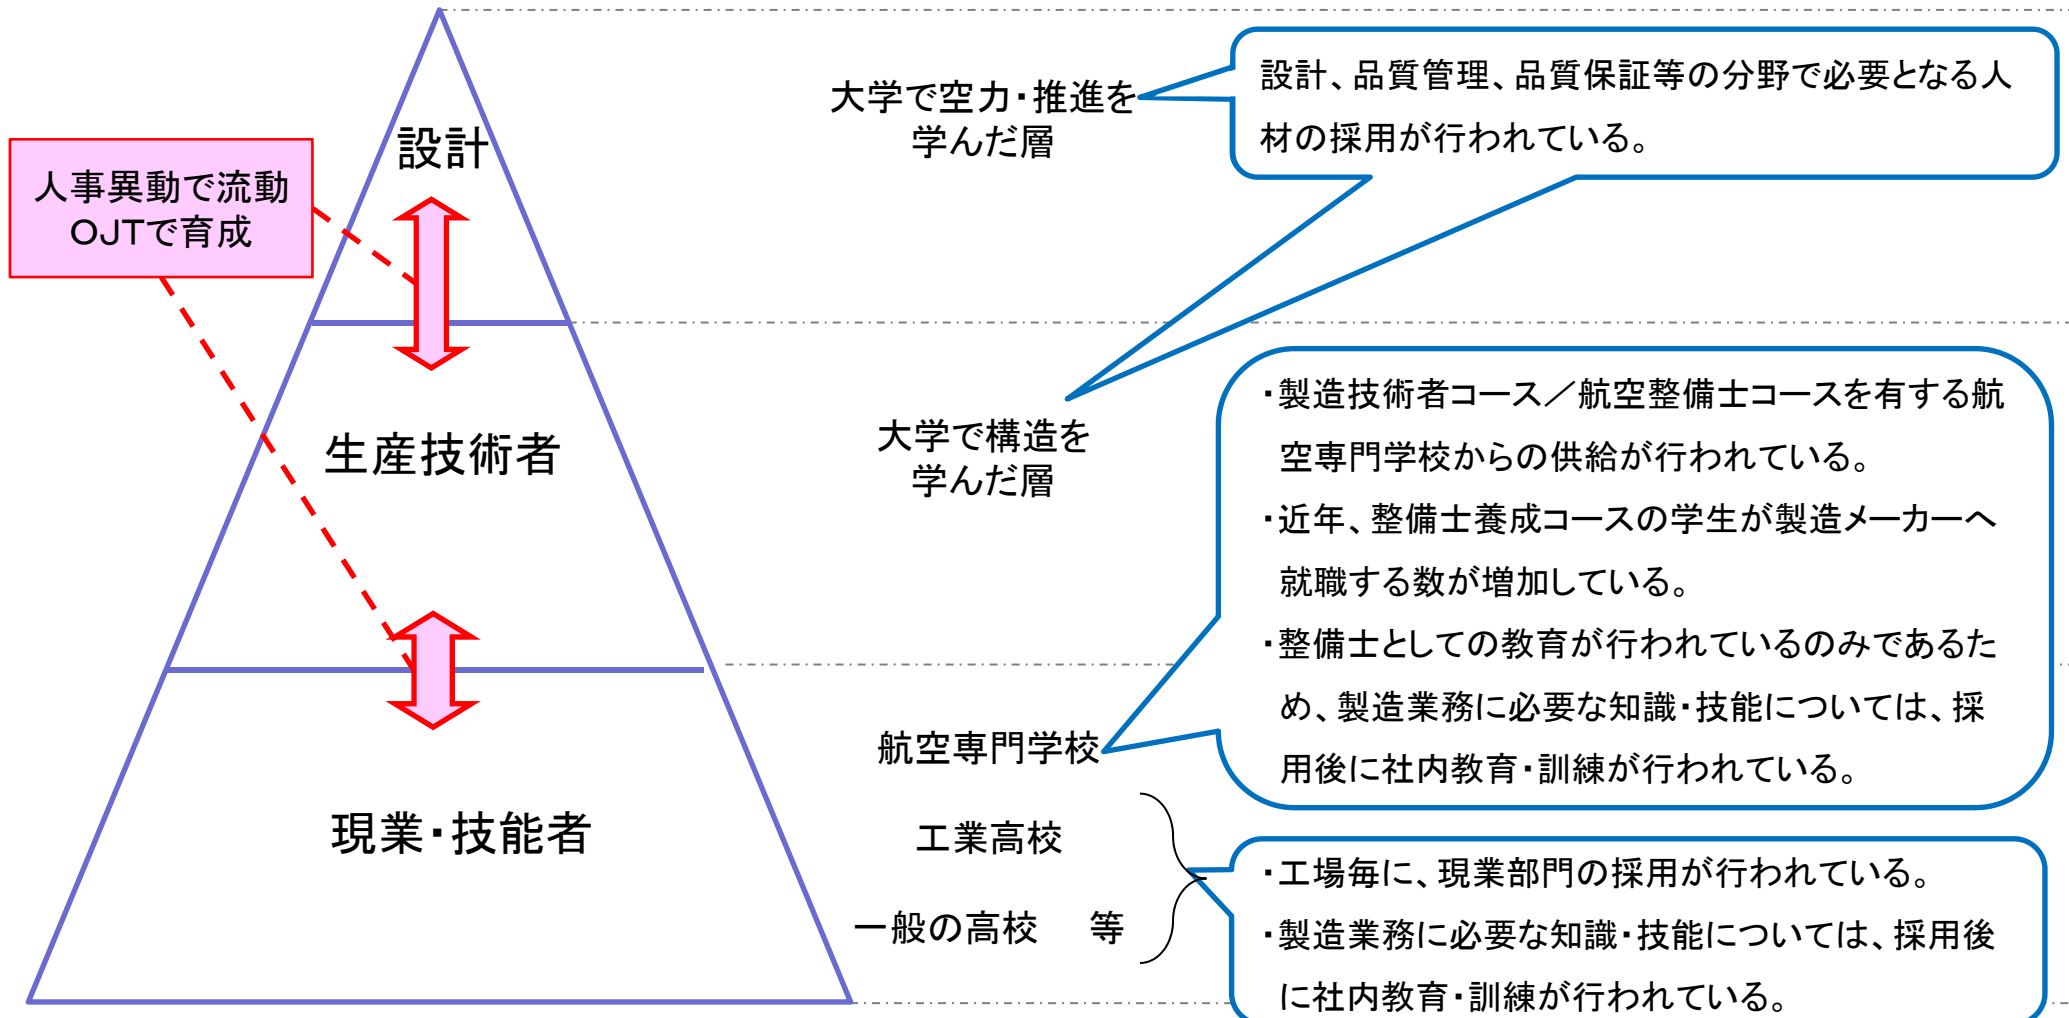 大学で空力・推進を
学んだ層
設計、品質管理、品質保証等の分野で必要となる人
材の採用が行われている。
設計
人事異動で流動
OJTで育成
生産技術者
大学で構造を
学んだ層
・製造技術者コース／航空整備士コースを有する航
空専門学校からの供給が行われている。
・近年、整備士養成コースの学生が製造メーカーへ
就職する数が増加している。
・整備士としての教育が行われているのみであるた
め、製造業務に必要な知識・技能については、採
用後に社内教育・訓練が行われている。
現業・技能者
航空専門学校
工業高校
一般の高校　等
・工場毎に、現業部門の採用が行われている。
・製造業務に必要な知識・技能については、採用後
に社内教育・訓練が行われている。